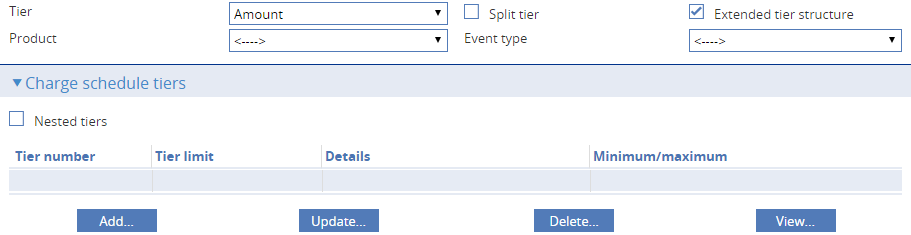 Tier Amount Split tier Extended tier structure
Product <----> Event type <---->
Charge schedule tiers
Nested tiers
Tier number Tier limit Details Minimum/maximum
Add... Update... Delete... View...